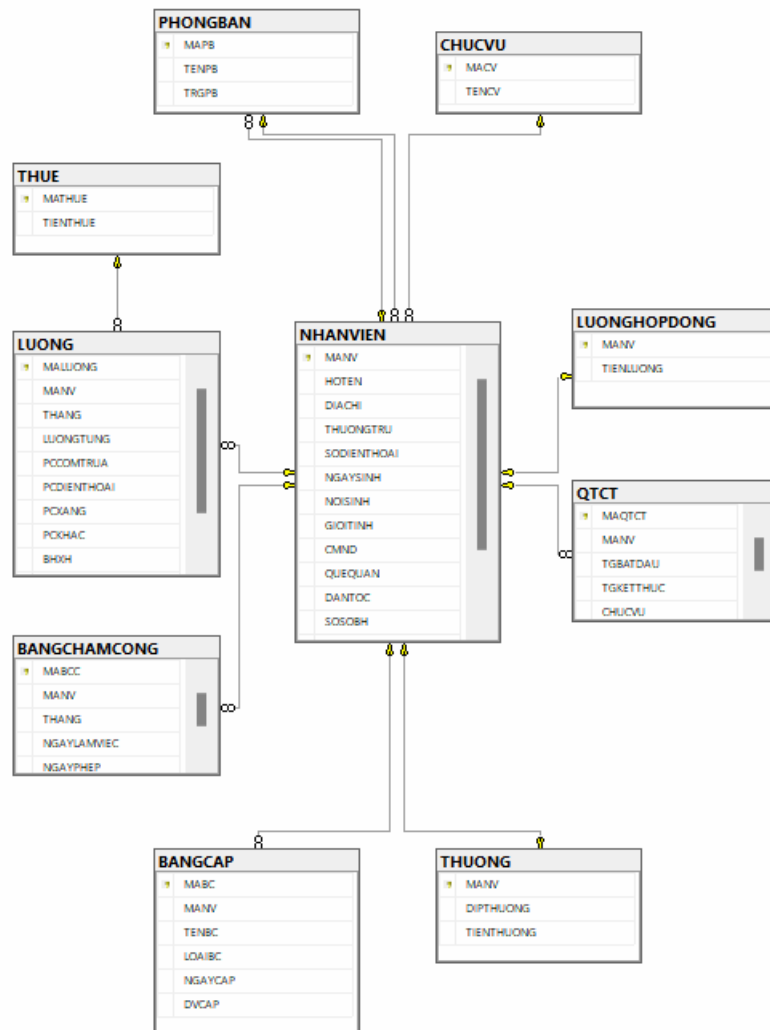 PHONGBAN
MAPB
TENPB
TRGPB
CHUCVU
MACV
TENCV
THUE
MATHUE
TIENTHUE
LUONG
MALUONG
MANV
THANG
LUONGTUNG
PCCOMTRUA
PCDIENTHOAI
PCXANG
PCKHAC
BHXH
NHANVIEN
MANV
HOTEN
DIACHI
THUONGTRU
SODIENTHOAI
NGAYSINH
NOISINH
GIOITINH
CMND
QUEQUAN
DANTOC
SOSOBH
LUONGHOPDONG
MANV
TIENLUONG
QTCT
MAQTCT
MANV
TGBATDAU
TGKETTHUC
CHUCVU
BANGCHAMCONG
MABCC
MANV
THANG
NGAYLAMVIEC
NGAYPHEP
BANGCAP
MABC
MANV
TENBC
LOAIBC
NGAYCAP
DVCAP
THUONG
MANV
DIPTHUONG
TIENTHUONG